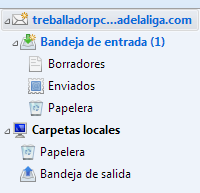 treballadorpc...adelaliga.com
Bandeja de entrada (1)
Borradores
Enviados
Papelera
Carpetas locales
Papelera
Bandeja de salida